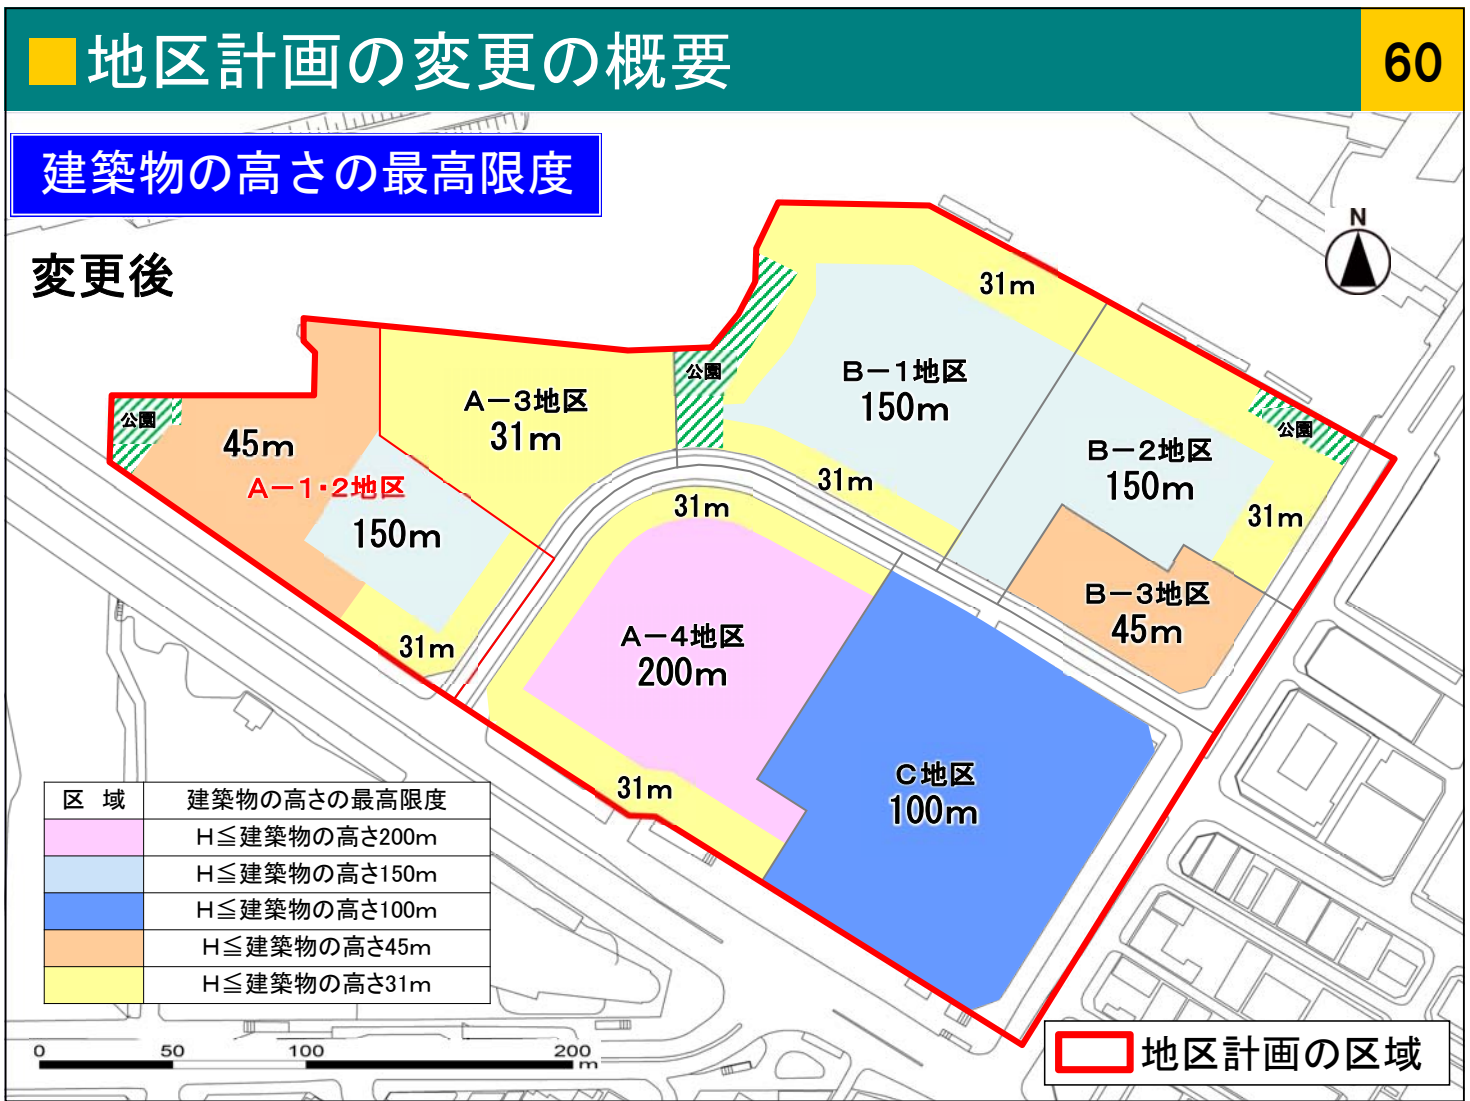 ■地区計画の変更の概要
60
建築物の高さの最高限度
変更後
N
31m
B－1地区
150m
公園
A－3地区
31m
公園
45m
A－1・2地区
150m
B－2地区
150m
公園
31m
31m
31m
B－3地区
45m
A－4地区
200m
31m
C地区
100m
31m
区 域 建築物の高さの最高限度
H≦建築物の高さ200m
H≦建築物の高さ150m
H≦建築物の高さ100m
H≦建築物の高さ45m
H≦建築物の高さ31m
0 50 100 200
m
地区計画の区域